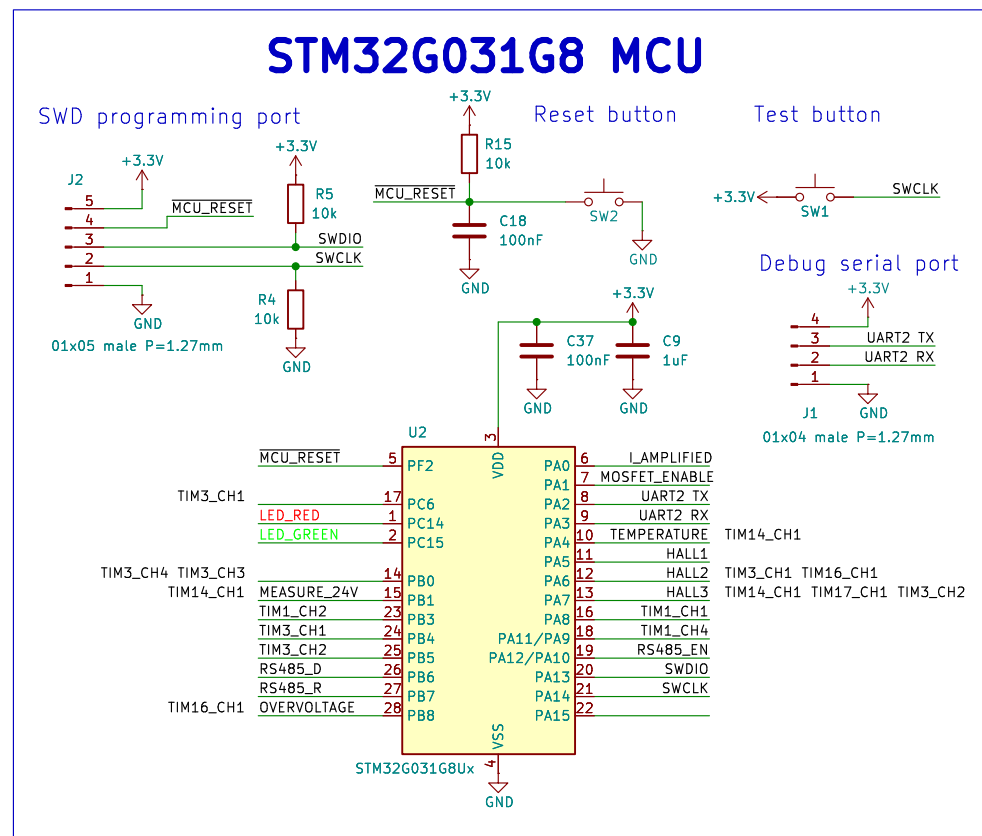 STM32G031G8 MCU
SWD programming port
Reset button
Test button
+3.3V
J2
5
4
3
2
1
MCU_RESET
+3.3V
R5
10k
SWDIO
SWCLK
R4
10k
GND
GND
01x05 male P=1.27mm
+3.3V
R15
10k
MCU_RESET
C18
100nF
GND
SW2
GND
+3.3V
SW1
SWCLK
Debug serial port
+3.3V
4
3
2
1
UART2 TX
UART2 RX
GND
J1
01x04 male P=1.27mm
+3.3V
C37
100nF
C9
1uF
GND
GND
U2
3
VDD
MCU_RESET 5 PF2
TIM3_CH1 17 PC6
LED_RED 1 PC14
LED_GREEN 2 PC15
TIM3_CH4 TIM3_CH3 14 PB0
TIM14_CH1 MEASURE_24V 15 PB1
TIM1_CH2 23 PB3
TIM3_CH1 24 PB4
TIM3_CH2 25 PB5
RS485_D 26 PB6
RS485_R 27 PB7
TIM16_CH1 OVERVOLTAGE 28 PB8
PA0 6 I_AMPLIFIED
PA1 7 MOSFET_ENABLE
PA2 8 UART2 TX
PA3 9 UART2 RX
PA4 10 TEMPERATURE TIM14_CH1
PA5 11 HALL1
PA6 12 HALL2 TIM3_CH1 TIM16_CH1
PA7 13 HALL3 TIM14_CH1 TIM17_CH1 TIM3_CH2
PA8 16 TIM1_CH1
PA11/PA9 18 TIM1_CH4
PA12/PA10 19 RS485_EN
PA13 20 SWDIO
PA14 21 SWCLK
PA15 22
VSS
4
STM32G031G8Ux
GND